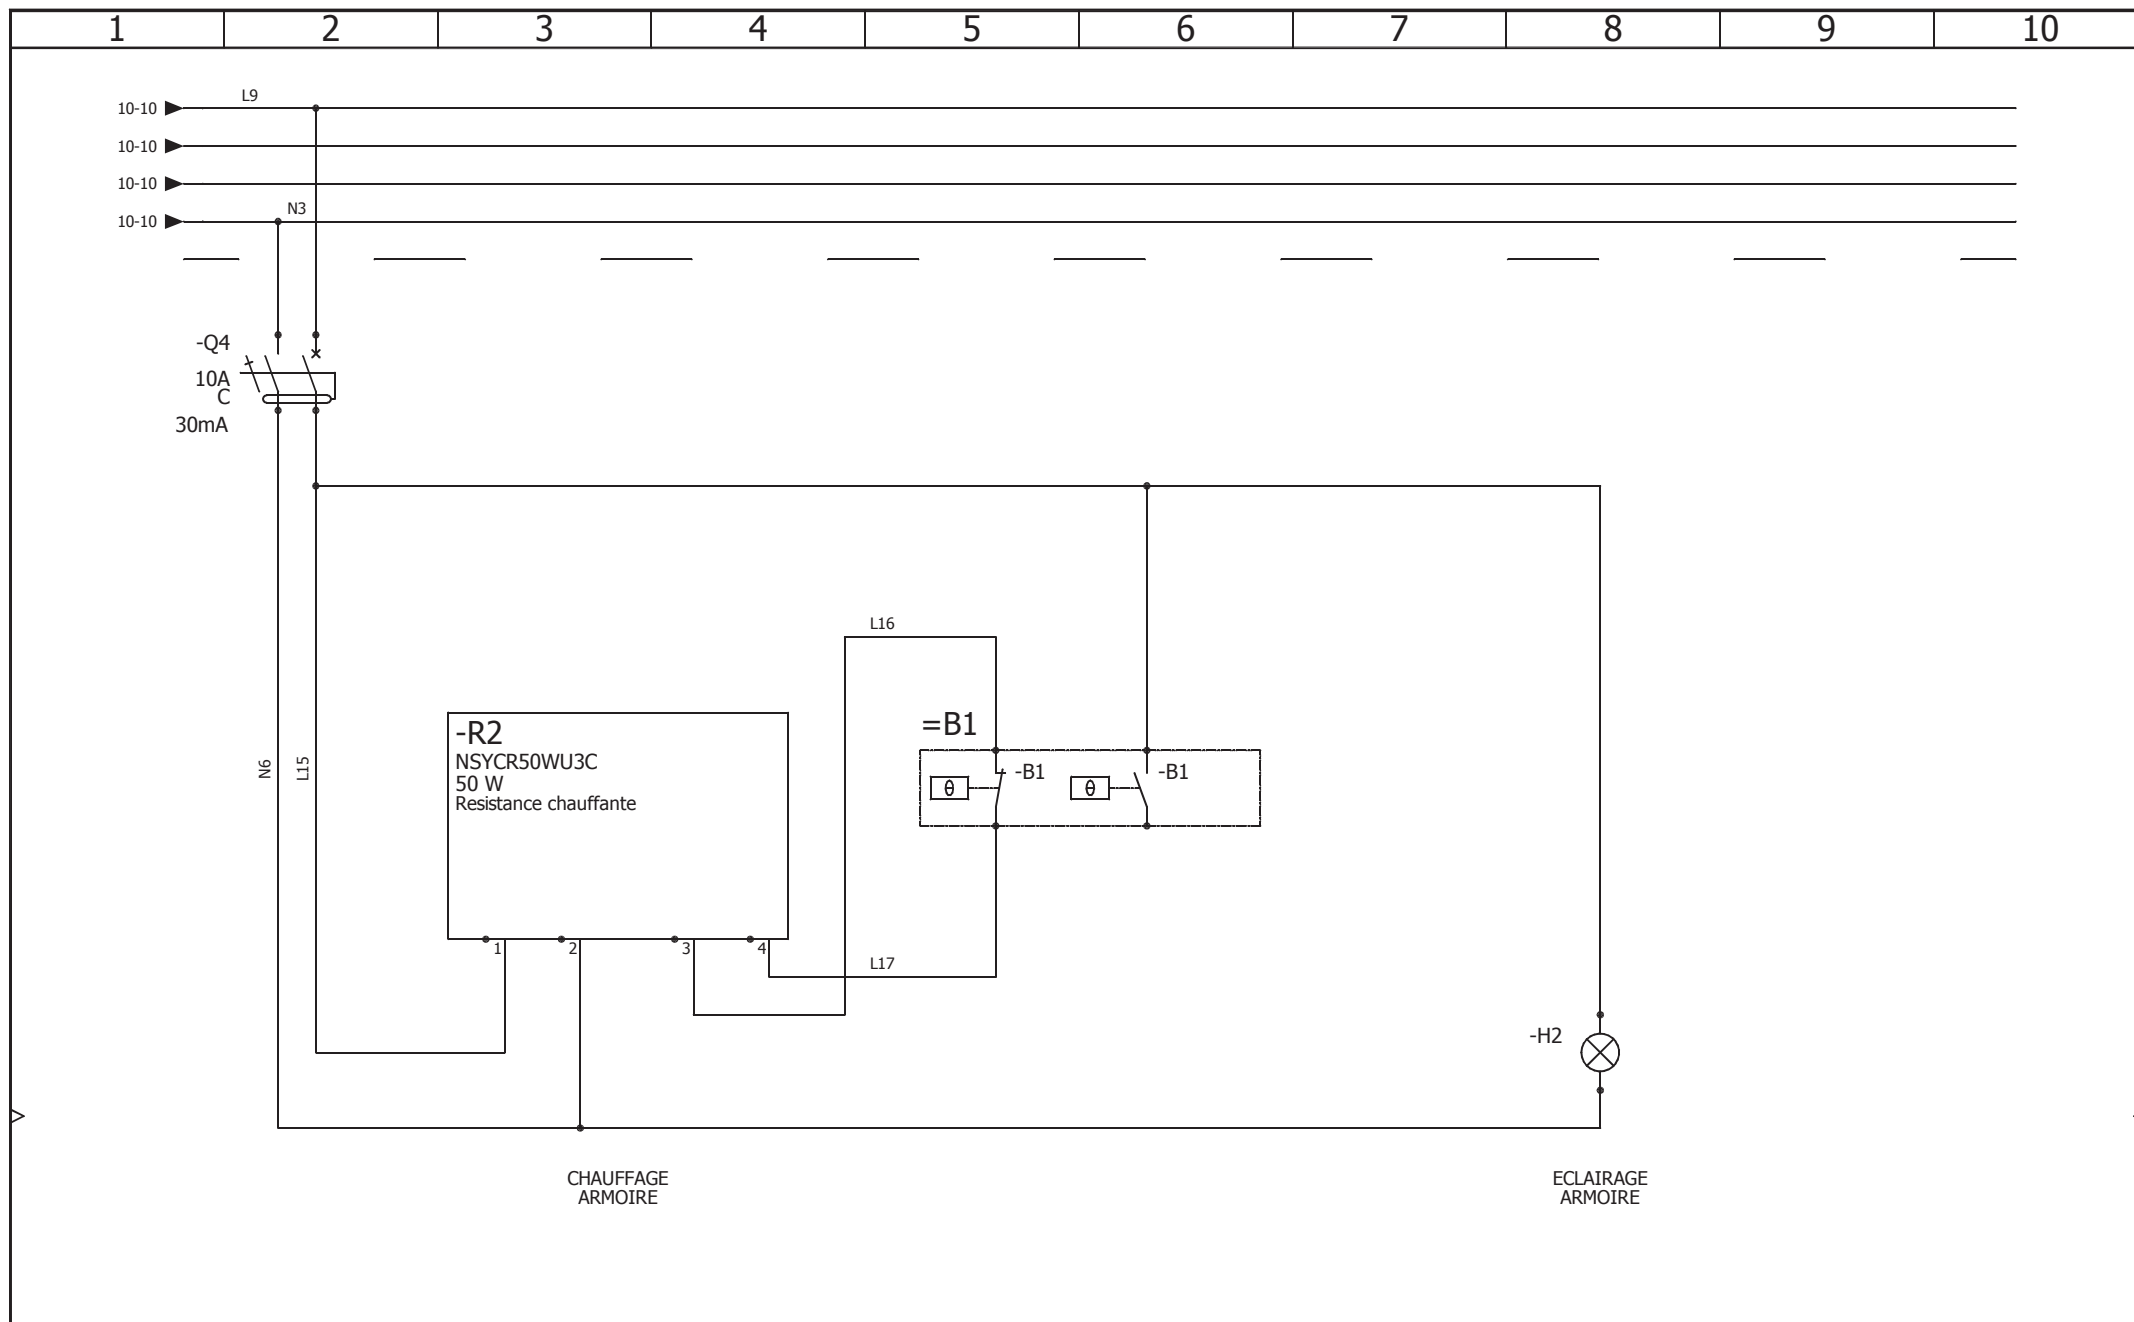 1 2 3 4 5 6 7 8 9 10
10-10 L9
10-10
10-10
10-10 N3
-Q4
10A
C
30mA
L16
-R2
NSYCR50WU3C
50 W
Resistance chauffante
=B1
θ -B1 θ -B1
N6 L15
1 2 3 4
L17
-H2
CHAUFFAGE
ARMOIRE
ECLAIRAGE
ARMOIRE